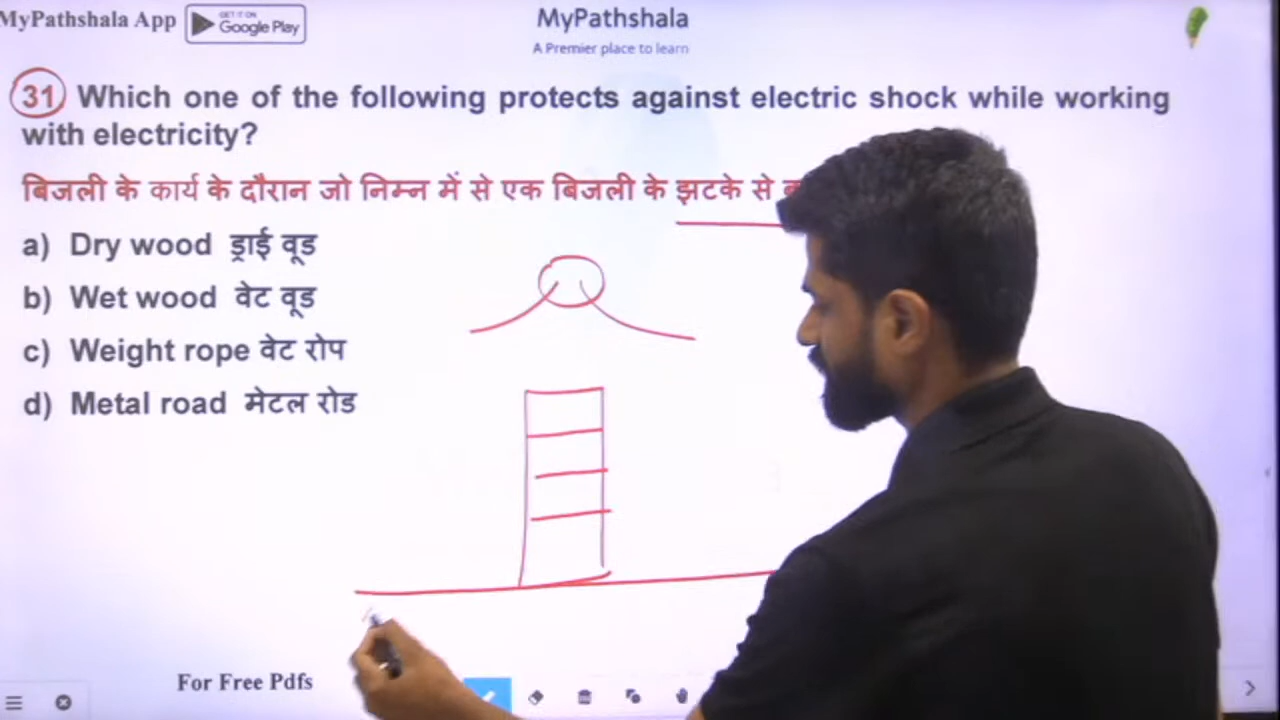 MyPathshala App
GET IT ON
Google Play
MyPathshala
A Premier place to learn
31 Which one of the following protects against electric shock while working
with electricity?
बिजली के कार्य के दौरान जो निम्न में से एक बिजली के झटके से
a) Dry wood ड्राई वूड
b) Wet wood वेट वूड
c) Weight rope वेट रोप
d) Metal road मेटल रोड
For Free Pdfs